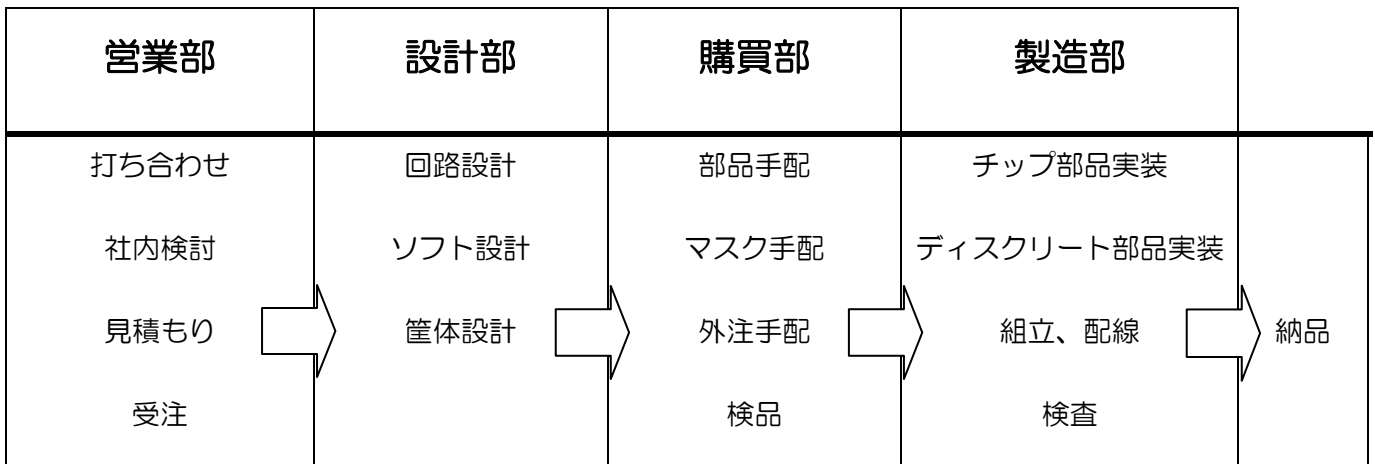 営業部
設計部
購買部
製造部
打ち合わせ
社内検討
見積もり
受注
回路設計
ソフト設計
筐体設計
部品手配
マスク手配
外注手配
検品
チップ部品実装
ディスクリート部品実装
組立、配線
検査
納品